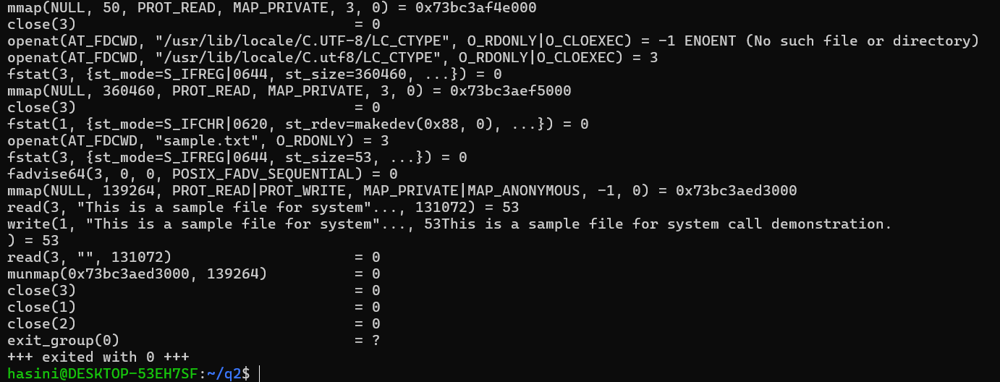 mmap(NULL, 50, PROT_READ, MAP_PRIVATE, 3, 0) = 0x73bc3af4e000
close(3)                                = 0
openat(AT_FDCWD, "/usr/lib/locale/C.UTF-8/LC_CTYPE", O_RDONLY|O_CLOEXEC) = -1 ENOENT (No such file or directory)
openat(AT_FDCWD, "/usr/lib/locale/C.utf8/LC_CTYPE", O_RDONLY|O_CLOEXEC) = 3
fstat(3, {st_mode=S_IFREG|0644, st_size=360460, ...}) = 0
mmap(NULL, 360460, PROT_READ, MAP_PRIVATE, 3, 0) = 0x73bc3aef5000
close(3)                                = 0
fstat(1, {st_mode=S_IFCHR|0620, st_rdev=makedev(0x88, 0), ...}) = 0
openat(AT_FDCWD, "sample.txt", O_RDONLY) = 3
fstat(3, {st_mode=S_IFREG|0644, st_size=53, ...}) = 0
fadvise64(3, 0, 0, POSIX_FADV_SEQUENTIAL) = 0
mmap(NULL, 139264, PROT_READ|PROT_WRITE, MAP_PRIVATE|MAP_ANONYMOUS, -1, 0) = 0x73bc3aed3000
read(3, "This is a sample file for system"..., 131072) = 53
write(1, "This is a sample file for system"..., 53This is a sample file for system call demonstration.
) = 53
read(3, "", 131072)                     = 0
munmap(0x73bc3aed3000, 139264)          = 0
close(3)                                = 0
close(1)                                = 0
close(2)                                = 0
exit_group(0)                           = ?
+++ exited with 0 +++
hasini@DESKTOP-53EH7SF:~/q2$